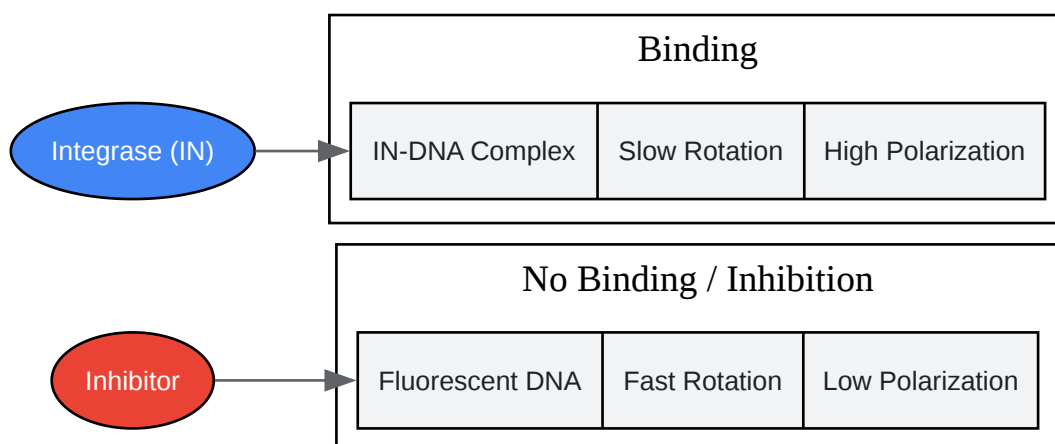 Binding
Integrase (IN)
IN-DNA Complex
Slow Rotation
High Polarization
No Binding / Inhibition
Inhibitor
Fluorescent DNA
Fast Rotation
Low Polarization